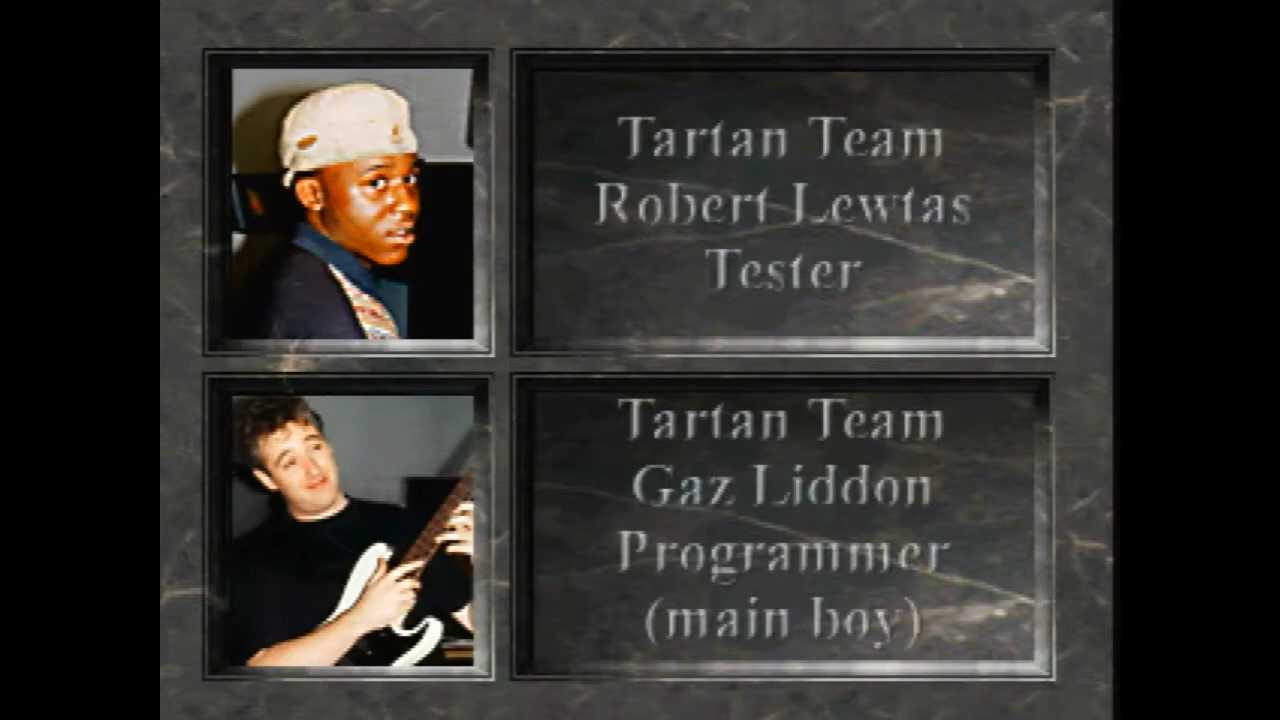 Tartan Team
Robert Lewtas
Tester
Tartan Team
Gaz Liddon
Programmer
(main boy)